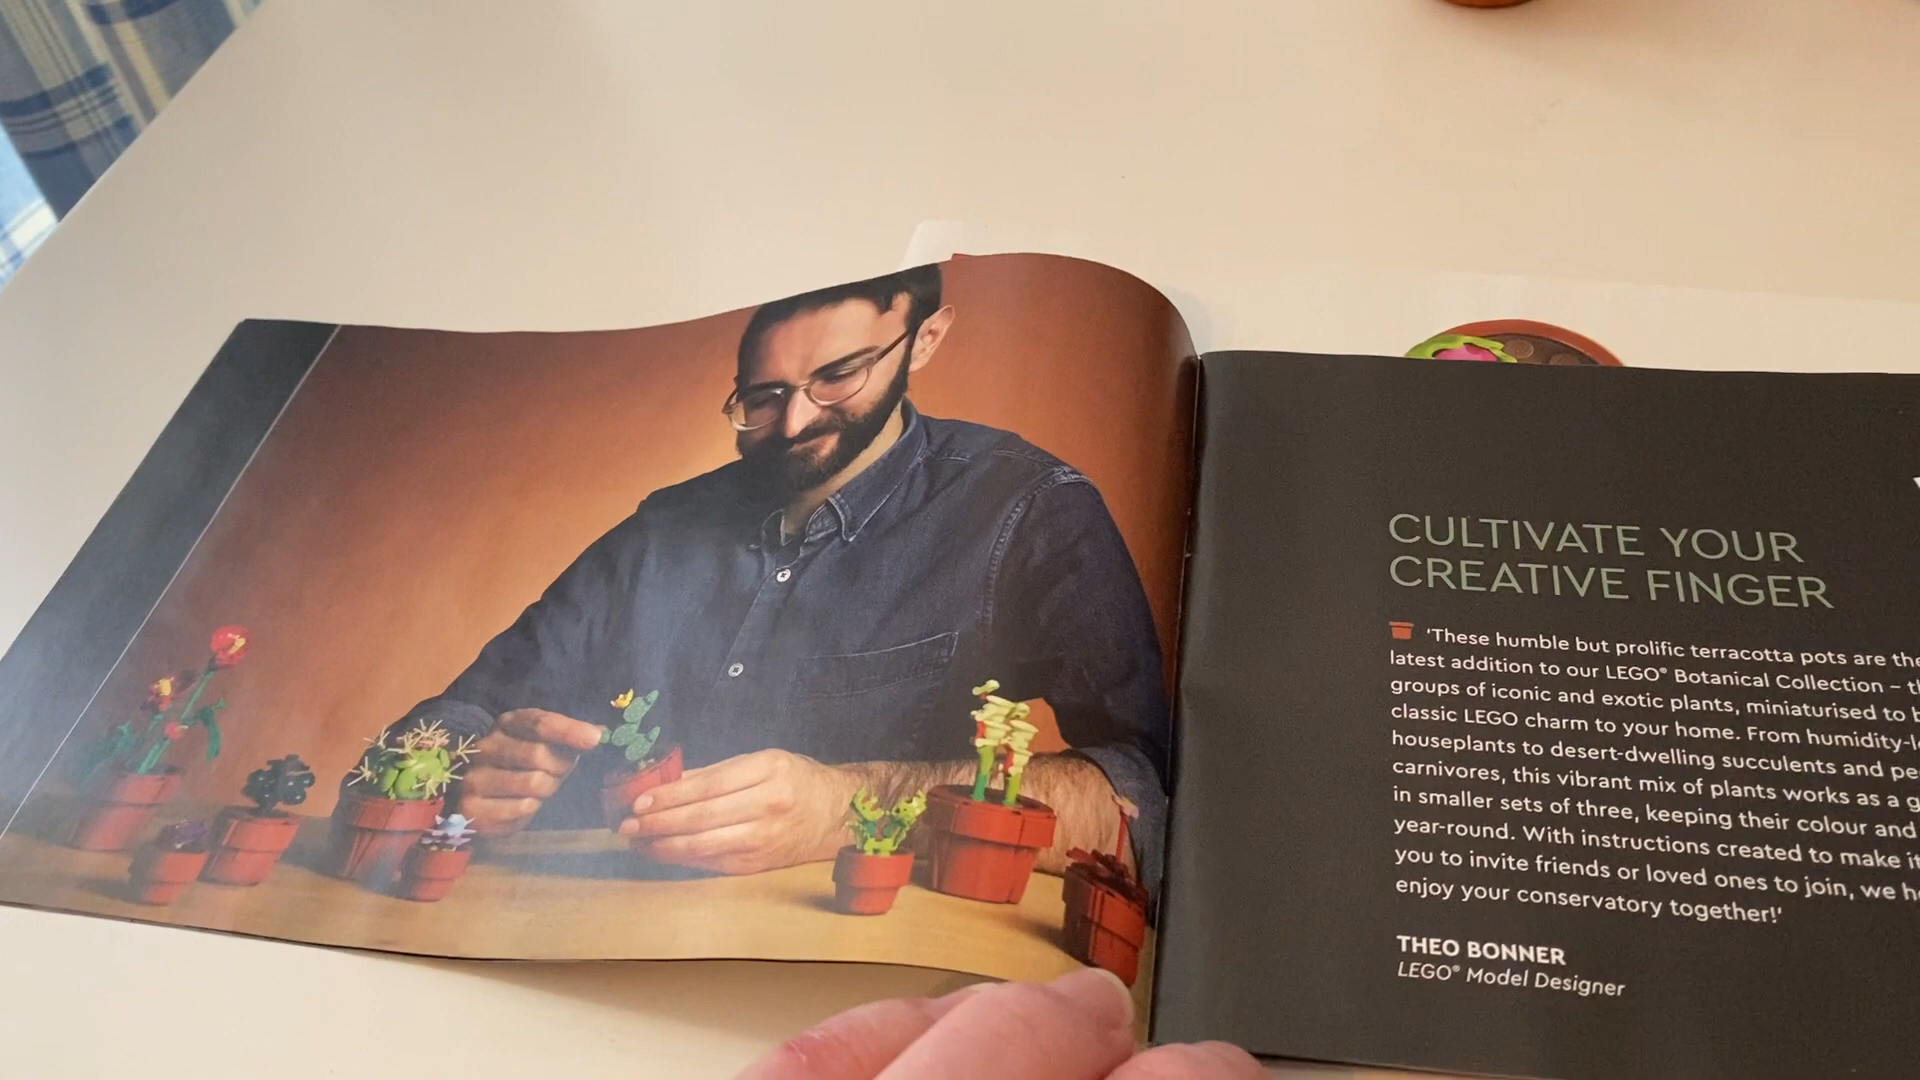 CULTIVATE YOUR
CREATIVE FINGER
'These humble but prolific terracotta pots are the
latest addition to our LEGO® Botanical Collection –
groups of iconic and exotic plants, miniaturised to
classic LEGO charm to your home. From
houseplants to desert-dwelling succulents and
carnivores, this vibrant mix of plants works as a
in smaller sets of three, keeping their colour and
year-round. With instructions created to make
you to invite friends or loved ones to join, we
enjoy your conservatory together!'
THEO BONNER
LEGO® Model Designer